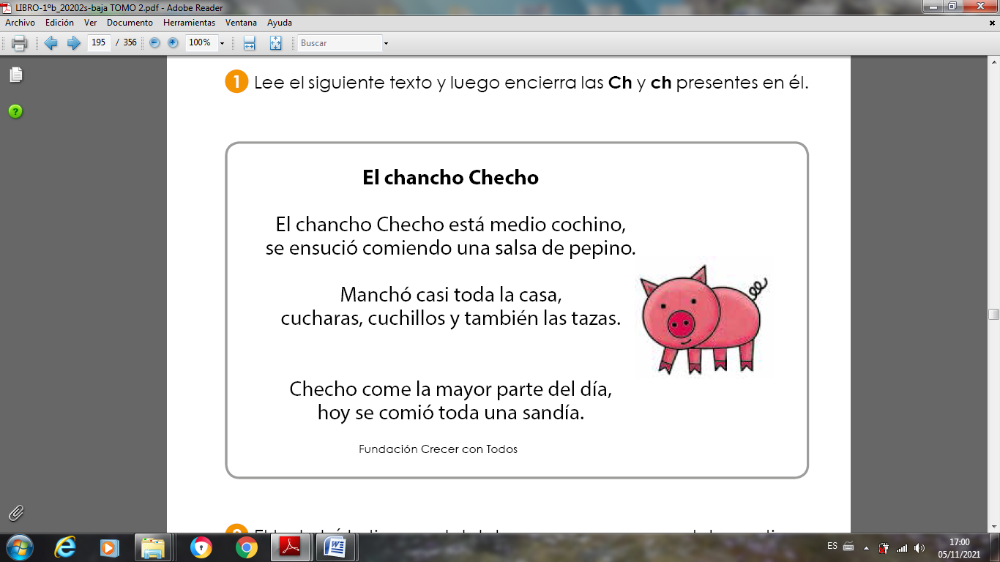 LIBRO-1ºb_20202s-baja TOMO 2.pdf - Adobe Reader
Archivo Edición Ver Documento Herramientas Ventana Ayuda
195 / 356 100% Buscar
1 Lee el siguiente texto y luego encierra las Ch y ch presentes en él.
El chancho Checho
El chancho Checho está medio cochino,
se ensució comiendo una salsa de pepino.
Manchó casi toda la casa,
cucharas, cuchillos y también las tazas.
Checho come la mayor parte del día,
hoy se comió toda una sandía.
Fundación Crecer con Todos
ES 17:00
05/11/2021